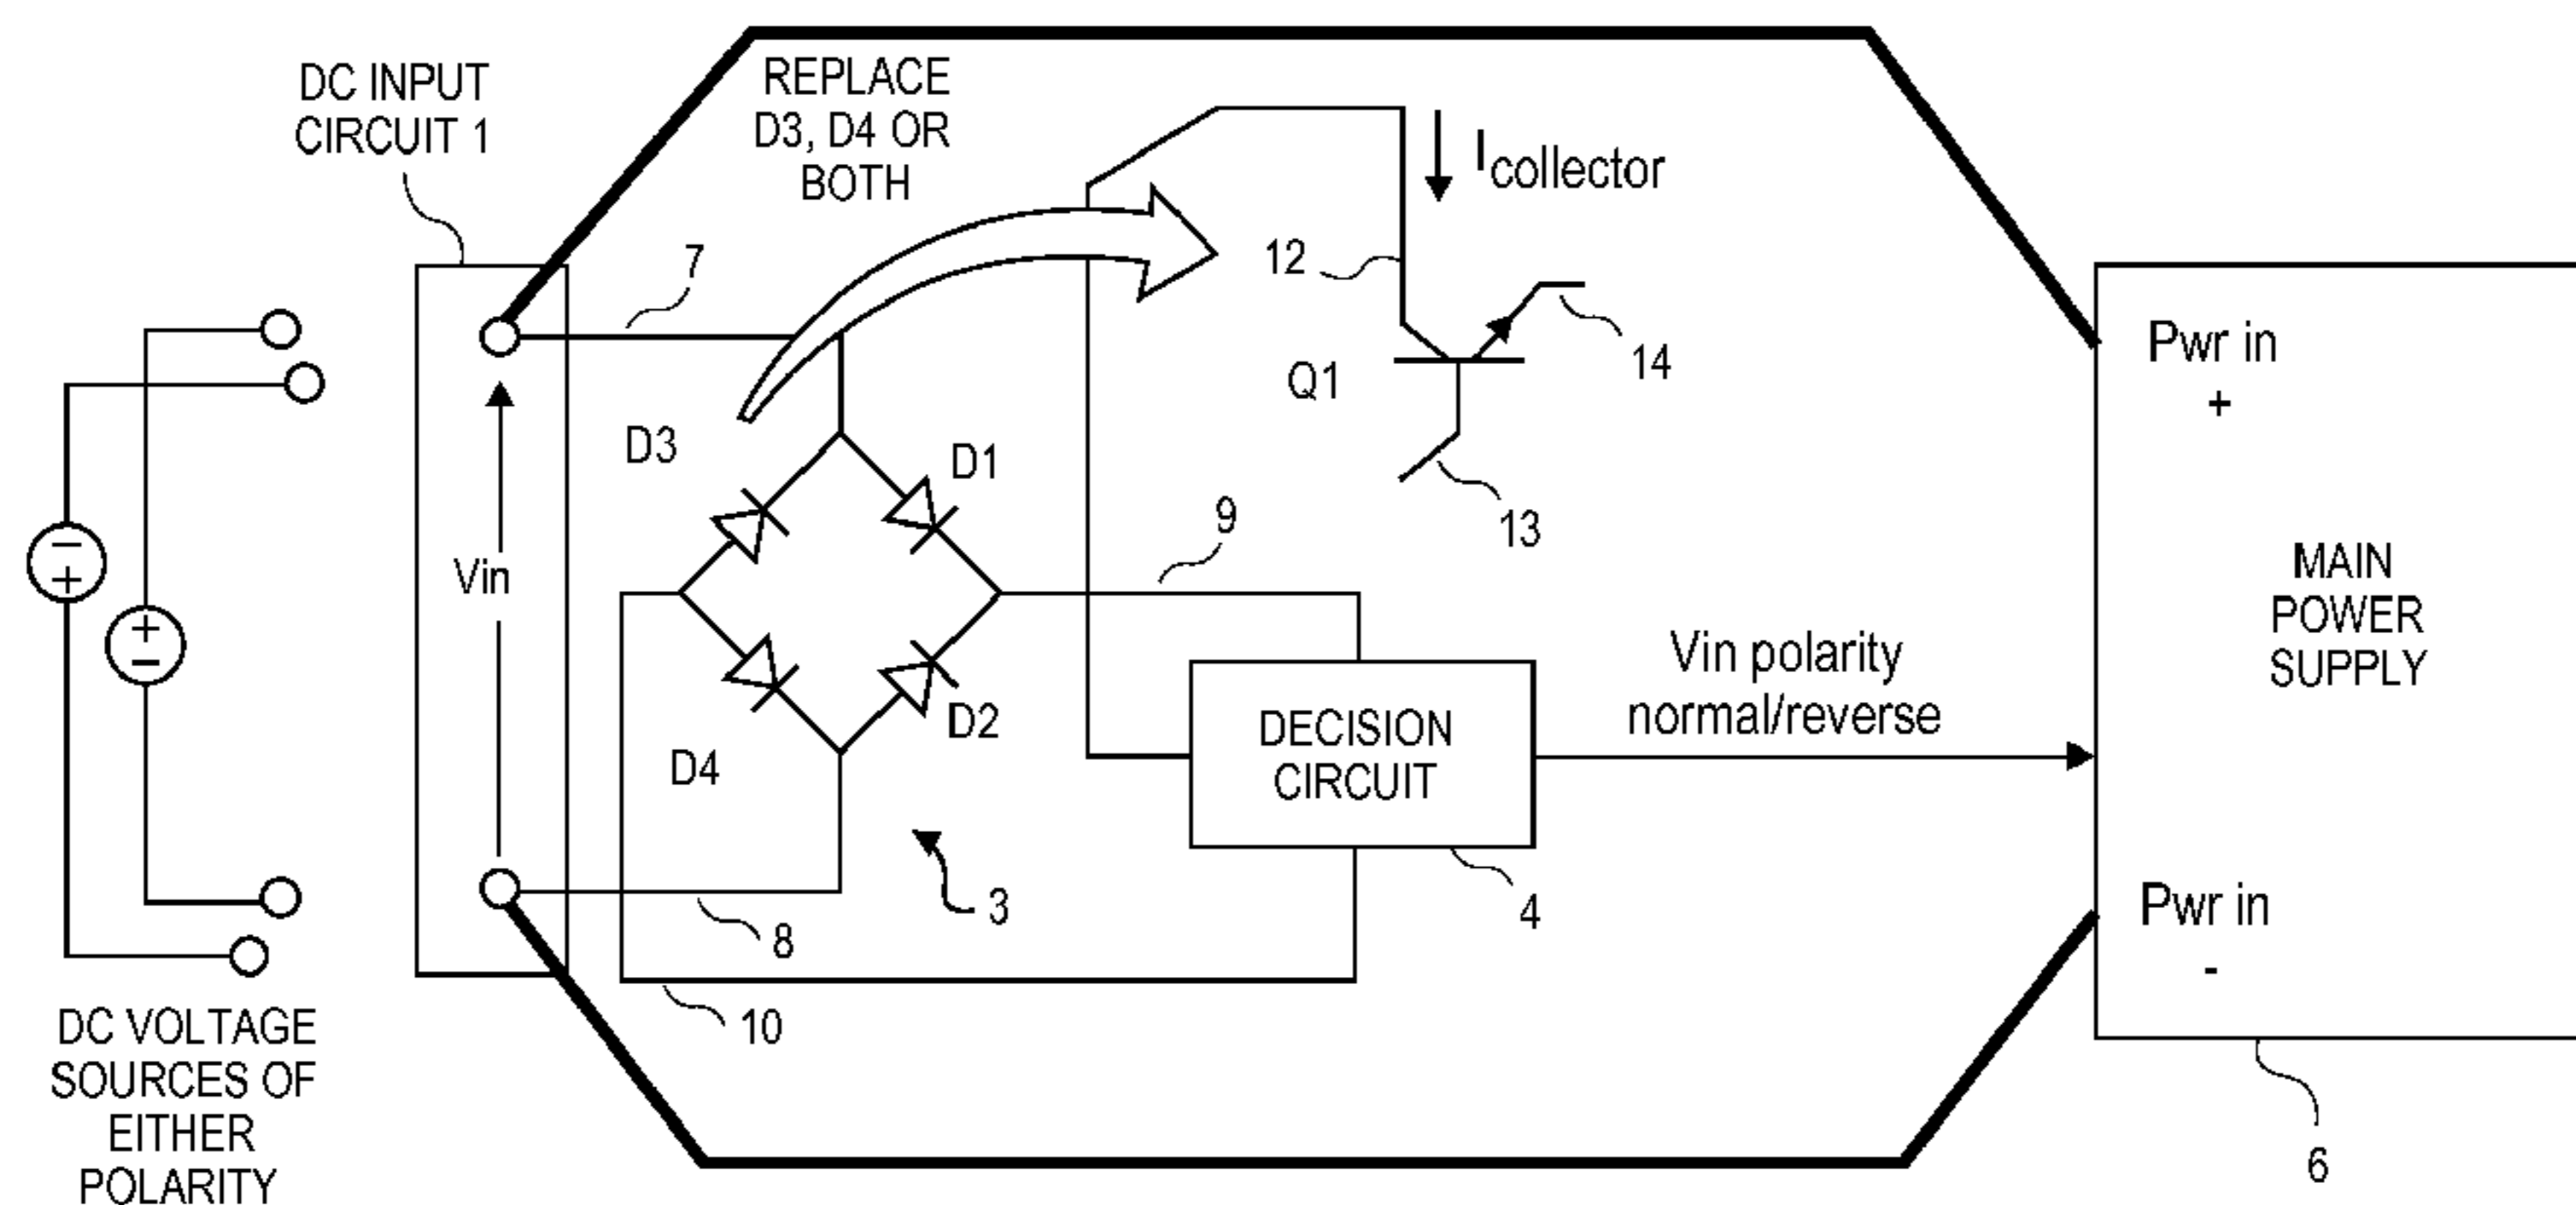 DC INPUT
CIRCUIT 1
REPLACE
D3, D4 OR
BOTH
Icollector
7
12
14
Q1
13
Pwr in
+
D3
D1
9
−
+
Vin
+
−
MAIN
POWER
SUPPLY
Vin polarity
normal/reverse
DECISION
CIRCUIT
D2
D4
3
4
8
Pwr in
-
10
DC VOLTAGE
SOURCES OF
EITHER
POLARITY
6